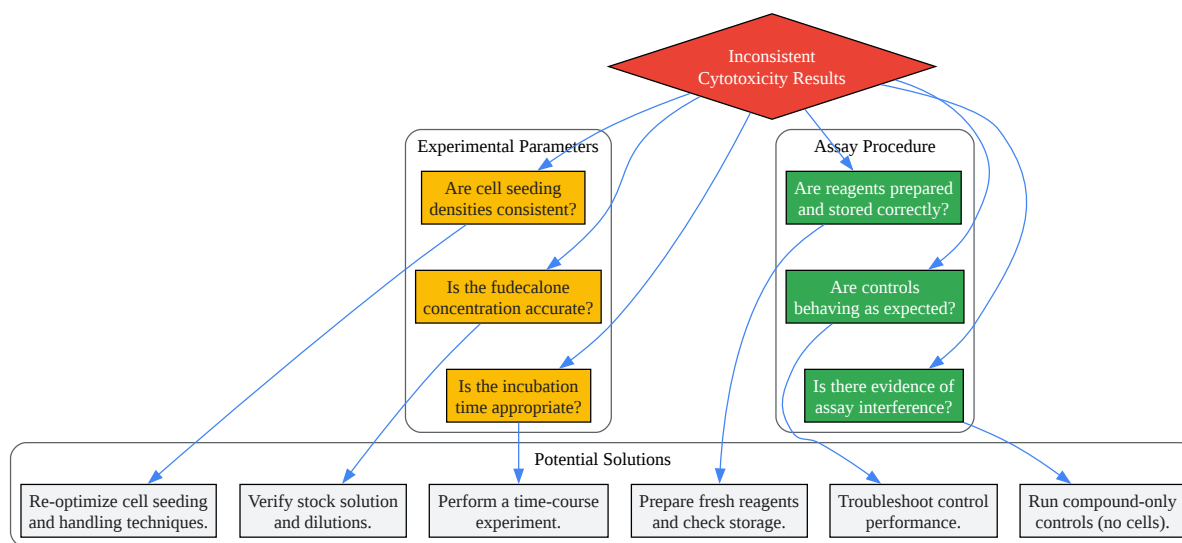 Inconsistent
Cytotoxicity Results
Experimental Parameters
Assay Procedure
Are cell seeding
densities consistent?
Are reagents prepared
and stored correctly?
Is the fudecalone
concentration accurate?
Are controls
behaving as expected?
Is the incubation
time appropriate?
Is there evidence of
assay interference?
Potential Solutions
Re-optimize cell seeding
and handling techniques.
Verify stock solution
and dilutions.
Perform a time-course
experiment.
Prepare fresh reagents
and check storage.
Troubleshoot control
performance.
Run compound-only
controls (no cells).